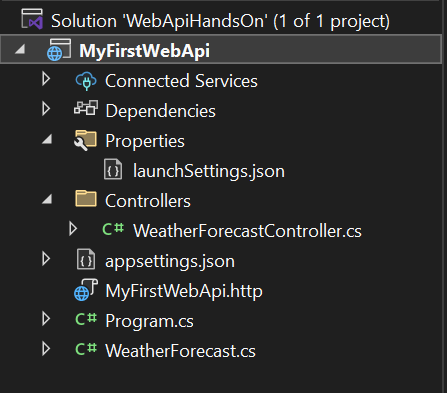 Solution 'WebApiHandsOn' (1 of 1 project)
MyFirstWebApi
Connected Services
Dependencies
Properties
launchSettings.json
Controllers
C# WeatherForecastController.cs
appsettings.json
MyFirstWebApi.http
C# Program.cs
C# WeatherForecast.cs